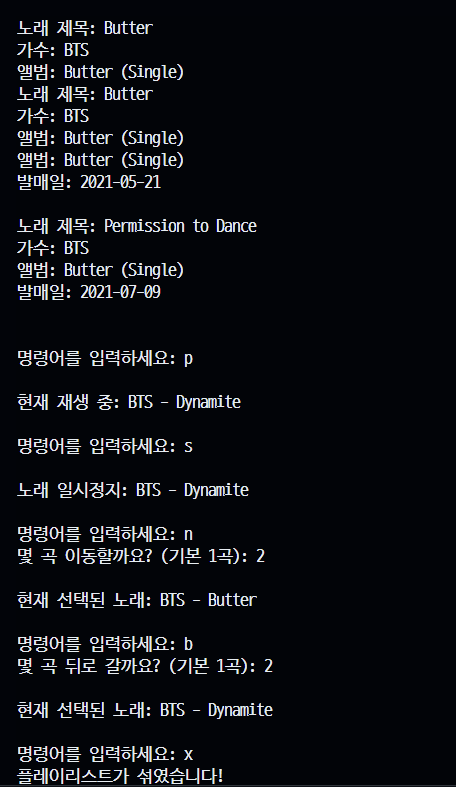 노래 제목: Butter
가수: BTS
앨범: Butter (Single)
노래 제목: Butter
가수: BTS
앨범: Butter (Single)
앨범: Butter (Single)
발매일: 2021-05-21
노래 제목: Permission to Dance
가수: BTS
앨범: Butter (Single)
발매일: 2021-07-09
명령어를 입력하세요: p
현재 재생 중: BTS - Dynamite
명령어를 입력하세요: s
노래 일시정지: BTS - Dynamite
명령어를 입력하세요: n
몇 곡 이동할까요? (기본 1곡): 2
현재 선택된 노래: BTS - Butter
명령어를 입력하세요: b
몇 곡 뒤로 갈까요? (기본 1곡): 2
현재 선택된 노래: BTS - Dynamite
명령어를 입력하세요: x
플레이리스트가 섞였습니다!